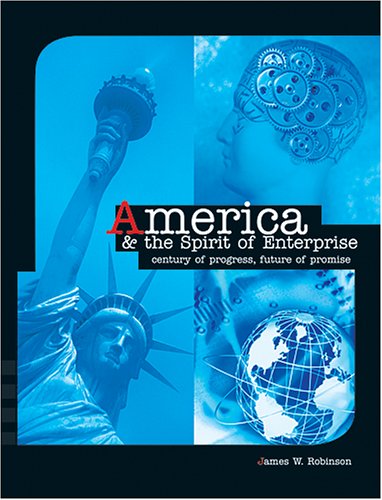 America
& the Spirit of Enterprise
century of progress, future of promise
James W. Robinson